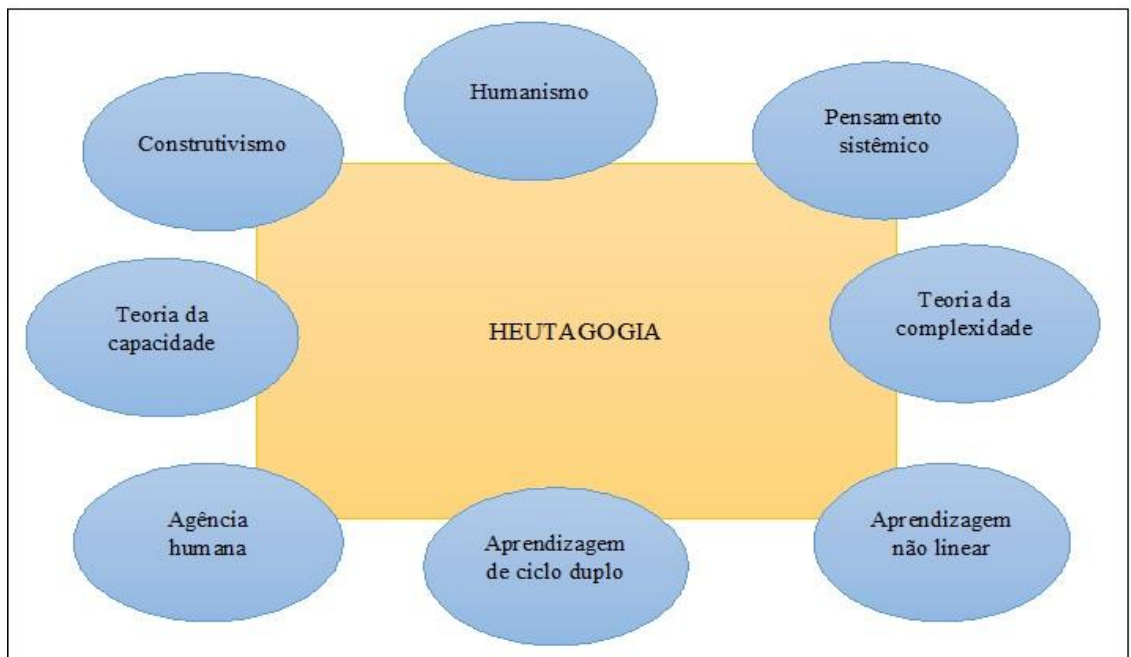 Humanismo
Construtivismo
Pensamento
sistêmico
Teoria da
capacidade
HEUTAGOGIA
Teoria da
complexidade
Agência
humana
Aprendizagem
de ciclo duplo
Aprendizagem
não linear